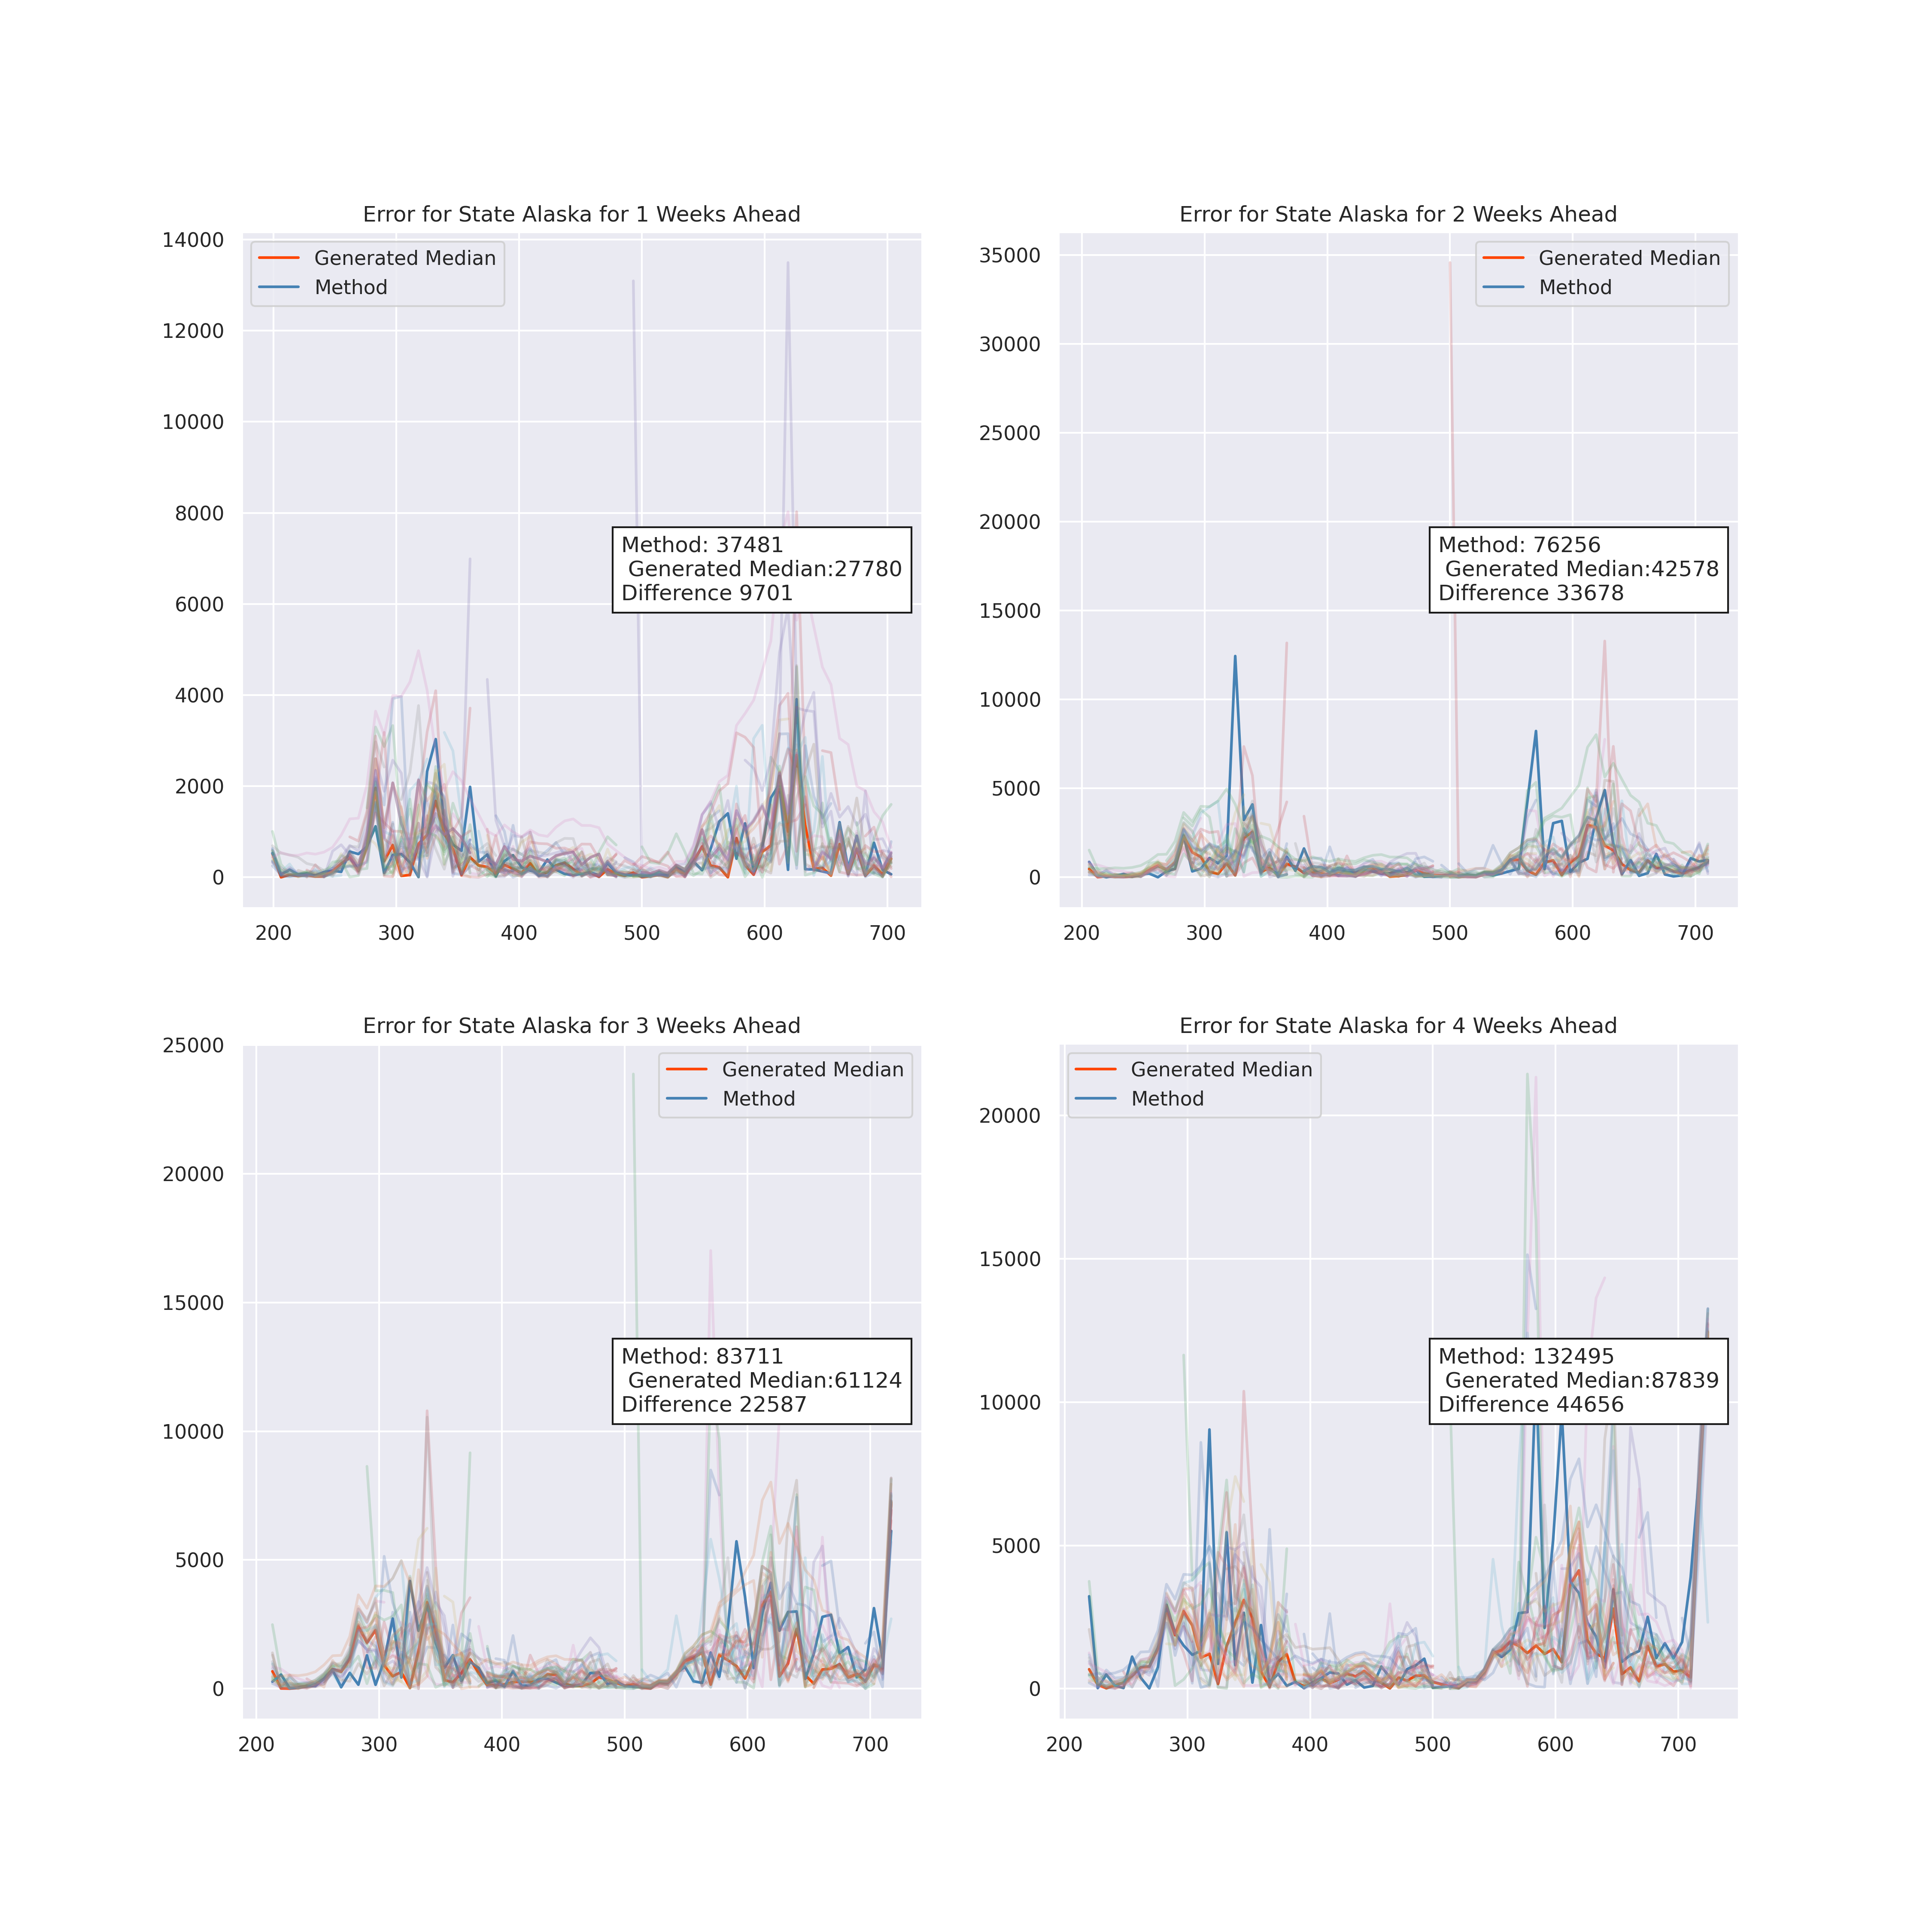 Error for State Alaska for 1 Weeks Ahead
14000
12000
10000
8000
6000
4000
2000
0
200 300 400 500 600 700
Generated Median
Method
Method: 37481
Generated Median:27780
Difference 9701
Error for State Alaska for 2 Weeks Ahead
35000
30000
25000
20000
15000
10000
5000
0
200 300 400 500 600 700
Generated Median
Method
Method: 76256
Generated Median:42578
Difference 33678
Error for State Alaska for 3 Weeks Ahead
25000
20000
15000
10000
5000
0
200 300 400 500 600 700
Generated Median
Method
Method: 83711
Generated Median:61124
Difference 22587
Error for State Alaska for 4 Weeks Ahead
20000
15000
10000
5000
0
200 300 400 500 600 700
Generated Median
Method
Method: 132495
Generated Median:87839
Difference 44656